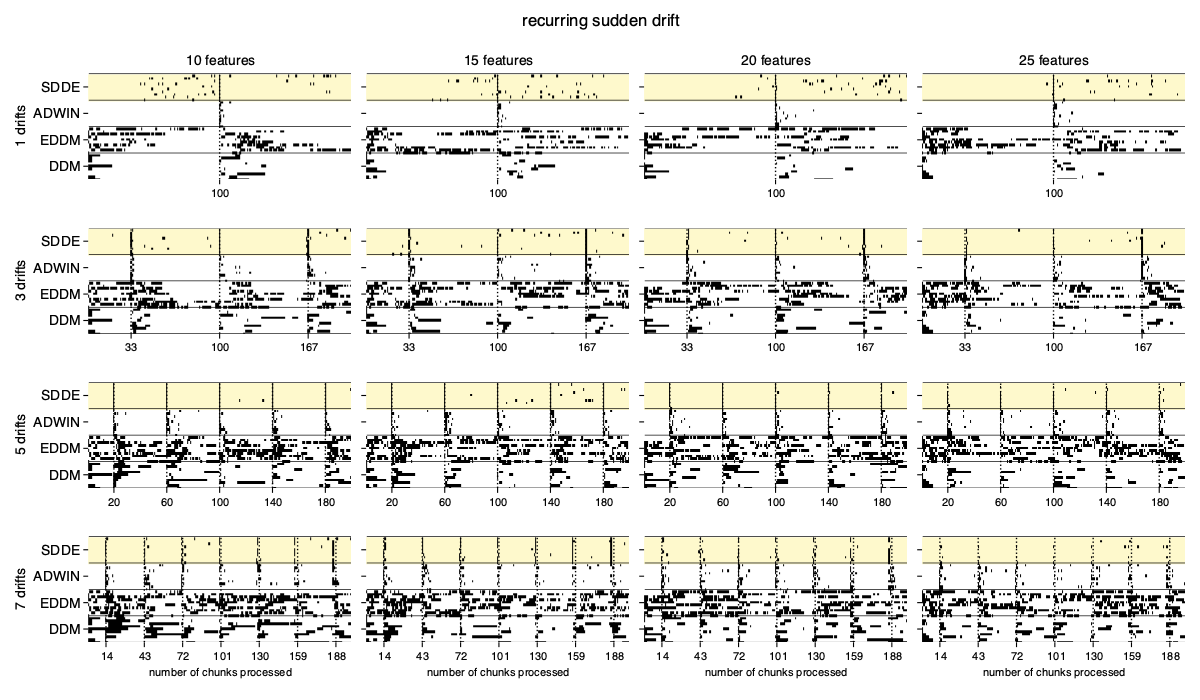 recurring sudden drift
10 features 15 features 20 features 25 features
1 drifts
SDDE
ADWIN
EDDM
DDM
100 100 100 100
3 drifts
SDDE
ADWIN
EDDM
DDM
33 100 167 33 100 167 33 100 167 33 100 167
5 drifts
SDDE
ADWIN
EDDM
DDM
20 60 100 140 180 20 60 100 140 180 20 60 100 140 180 20 60 100 140 180
7 drifts
SDDE
ADWIN
EDDM
DDM
14 43 72 101 130 159 188 14 43 72 101 130 159 188 14 43 72 101 130 159 188 14 43 72 101 130 159 188
number of chunks processed number of chunks processed number of chunks processed number of chunks processed